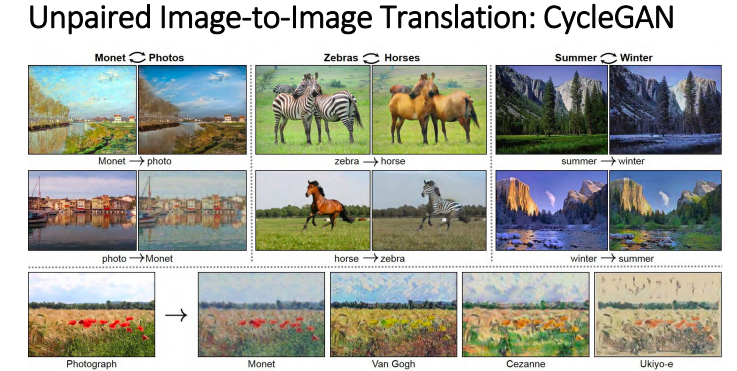 Unpaired Image-to-Image Translation: CycleGAN
Monet Photos
Zebras Horses
Summer Winter
Monet → photo
zebra → horse
summer → winter
photo → Monet
horse → zebra
winter → summer
→
Photograph
Monet
Van Gogh
Cezanne
Ukiyo-e